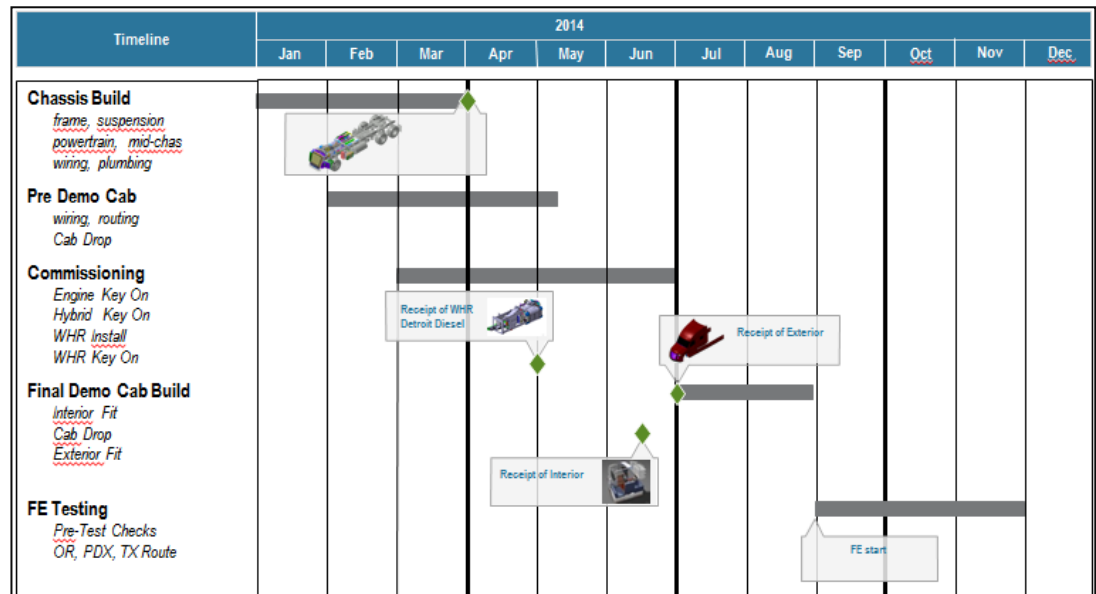 Timeline
2014
Jan Feb Mar Apr May Jun Jul Aug Sep Oct Nov Dec
Chassis Build
frame, suspension
powertrain, mid-chas
wiring, plumbing
Pre Demo Cab
wiring, routing
Cab Drop
Commissioning
Engine Key On
Hybrid Key On
WHR Install
WHR Key On
Receipt of WHR
Detroit Diesel
Receipt of Exterior
Final Demo Cab Build
Interior Fit
Cab Drop
Exterior Fit
Receipt of Interior
FE Testing
Pre-Test Checks
OR, PDX, TX Route
FE start